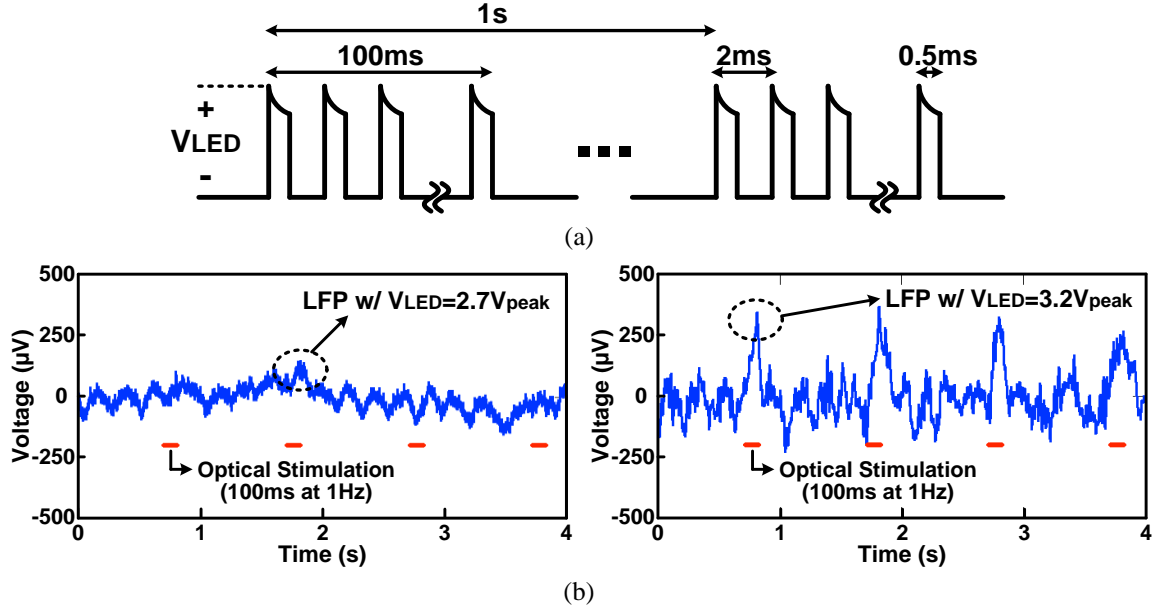 (a)
1s
100ms
2ms
0.5ms
+
VLED
-
(a)
500
250
0
-250
-500
Voltage (µV)
LFP w/ VLED=2.7Vpeak
Optical Stimulation
(100ms at 1Hz)
0
1
2
3
4
Time (s)
500
250
0
-250
-500
Voltage (µV)
LFP w/ VLED=3.2Vpeak
Optical Stimulation
(100ms at 1Hz)
0
1
2
3
4
Time (s)
(b)